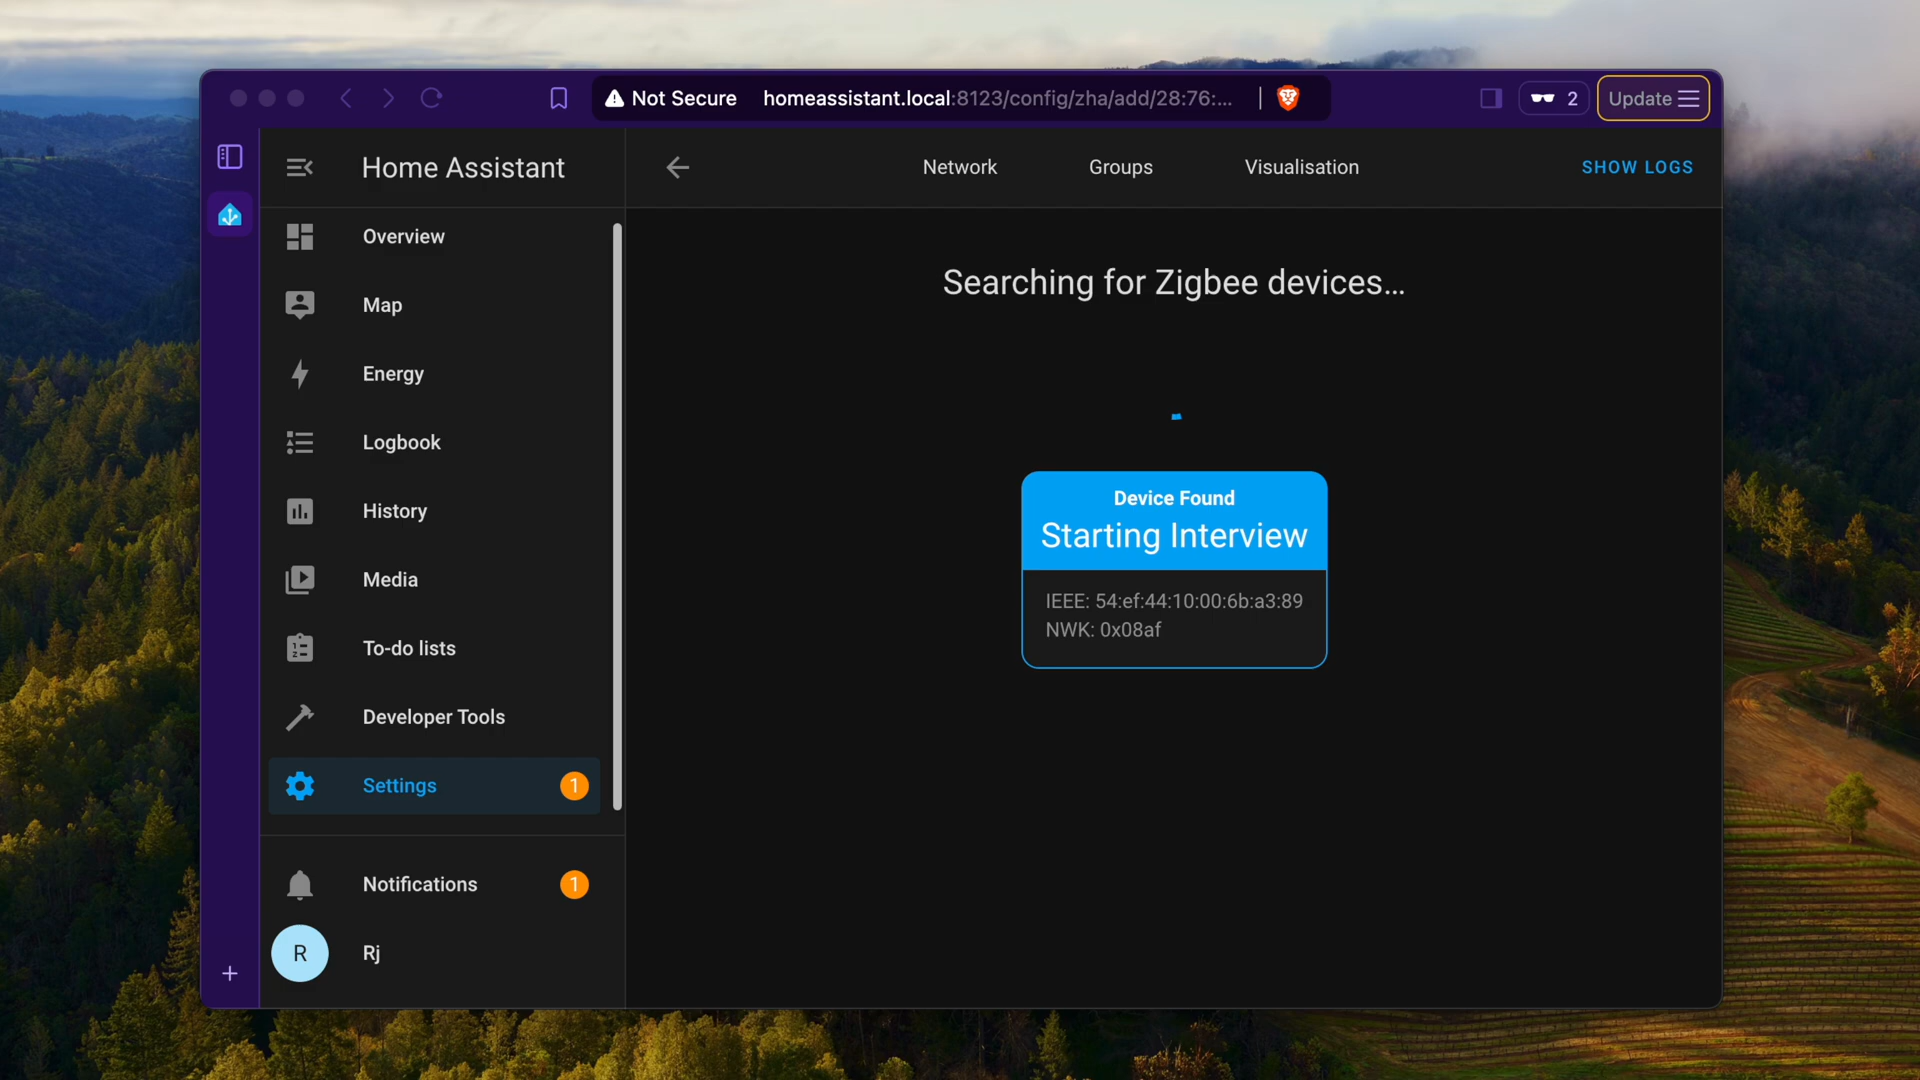 Not Secure homeassistant.local:8123/config/zha/add/28:76:... 2 Update
Home Assistant
Network Groups Visualisation SHOW LOGS
Overview
Map
Energy
Logbook
History
Media
To-do lists
Developer Tools
Settings 1
Notifications 1
R Rj
Searching for Zigbee devices...
Device Found
Starting Interview
IEEE: 54:ef:44:10:00:6b:a3:89
NWK: 0x08af